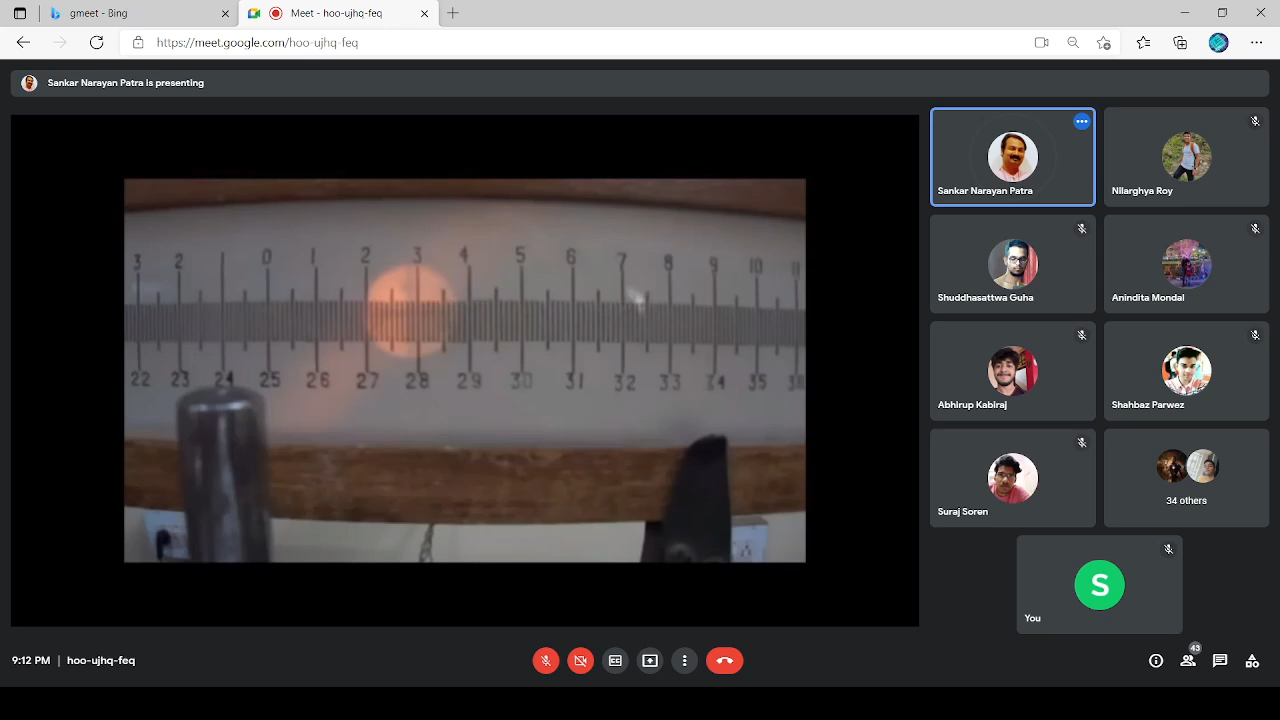 gmeet - Bing
Meet - hoo-ujhq-feq
https://meet.google.com/hoo-ujhq-feq
Sankar Narayan Patra is presenting
3 2 0 1 2 3 4 5 6 7 8 9 10
22 23 24 25 26 27 28 29 30 31 32 33 34 35
Sankar Narayan Patra
NIlarghya Roy
Shuddhasattwa Guha
Anindita Mondal
Abhirup Kabiraj
Shahbaz Parwez
Suraj Soren
34 others
S
You
9:12 PM | hoo-ujhq-feq
43